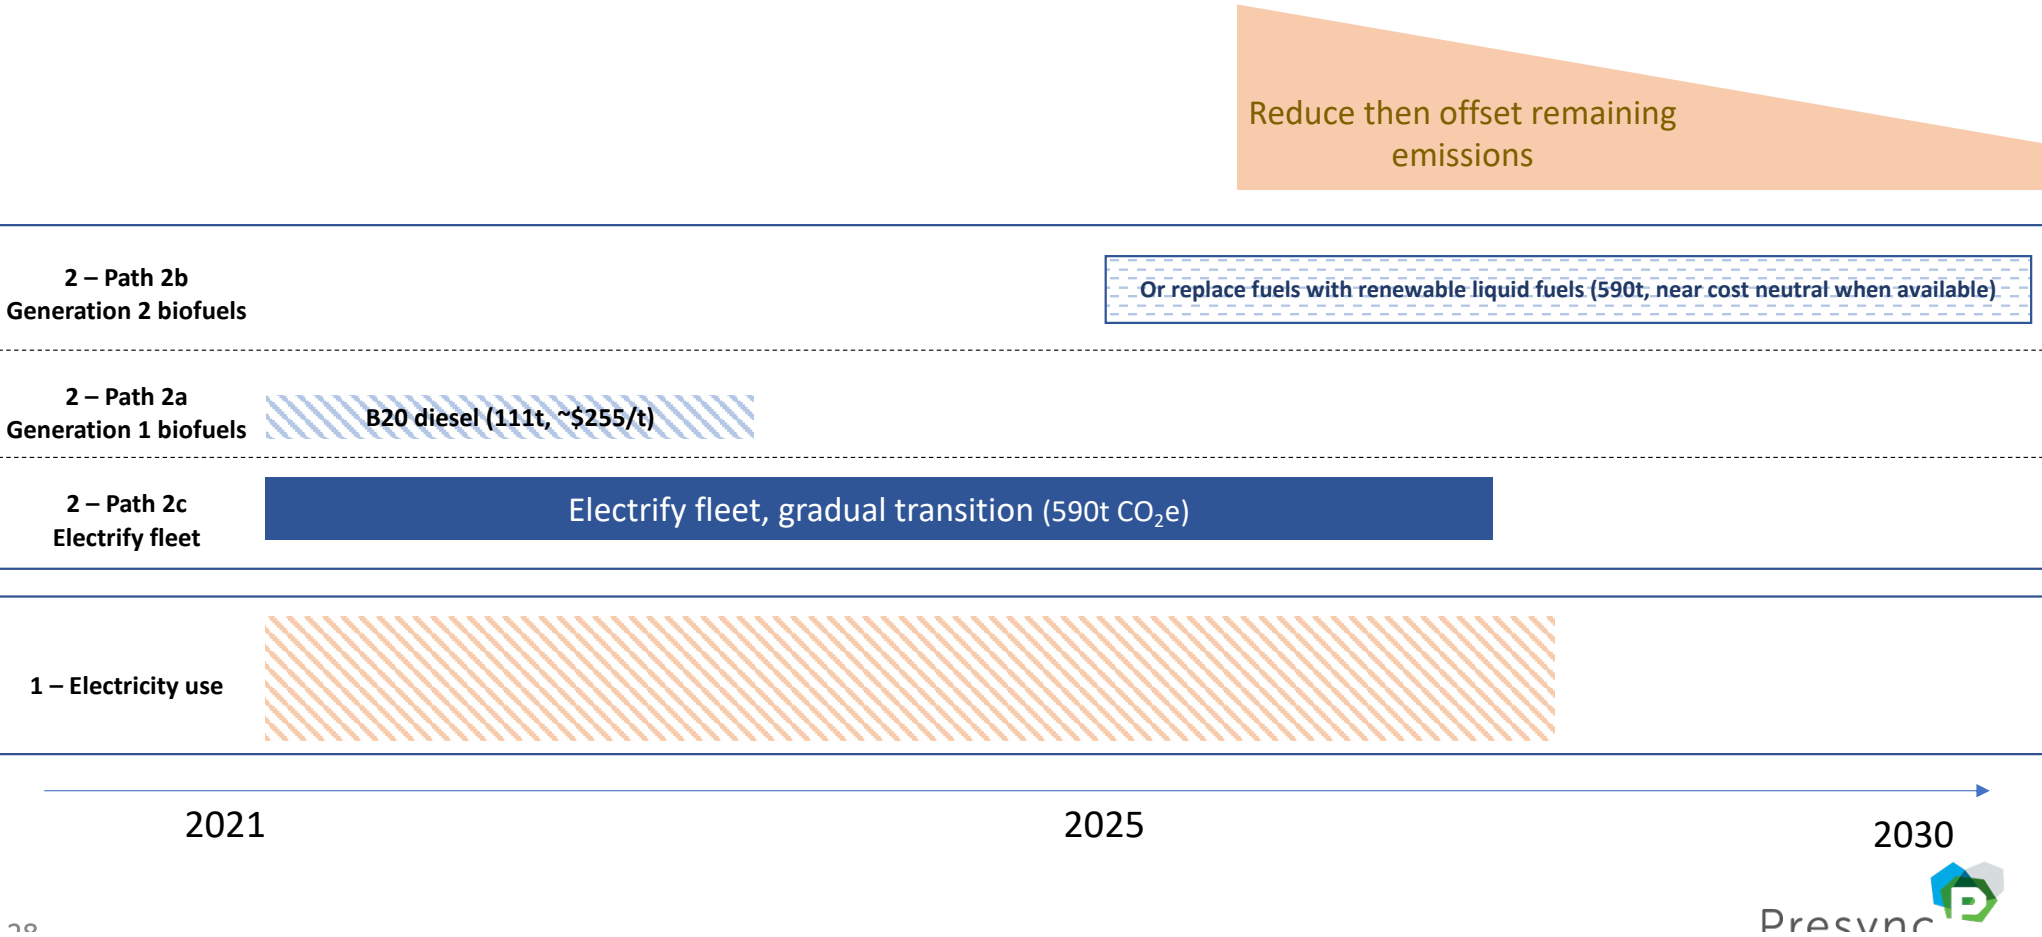 Reduce then offset remaining
emissions
2 – Path 2b
Generation 2 biofuels
Or replace fuels with renewable liquid fuels (590t, near cost neutral when available)
2 – Path 2a
Generation 1 biofuels
B20 diesel (111t, ~$255/t)
2 – Path 2c
Electrify fleet
Electrify fleet, gradual transition (590t CO₂e)
1 – Electricity use
2021
2025
2030
28
Presync